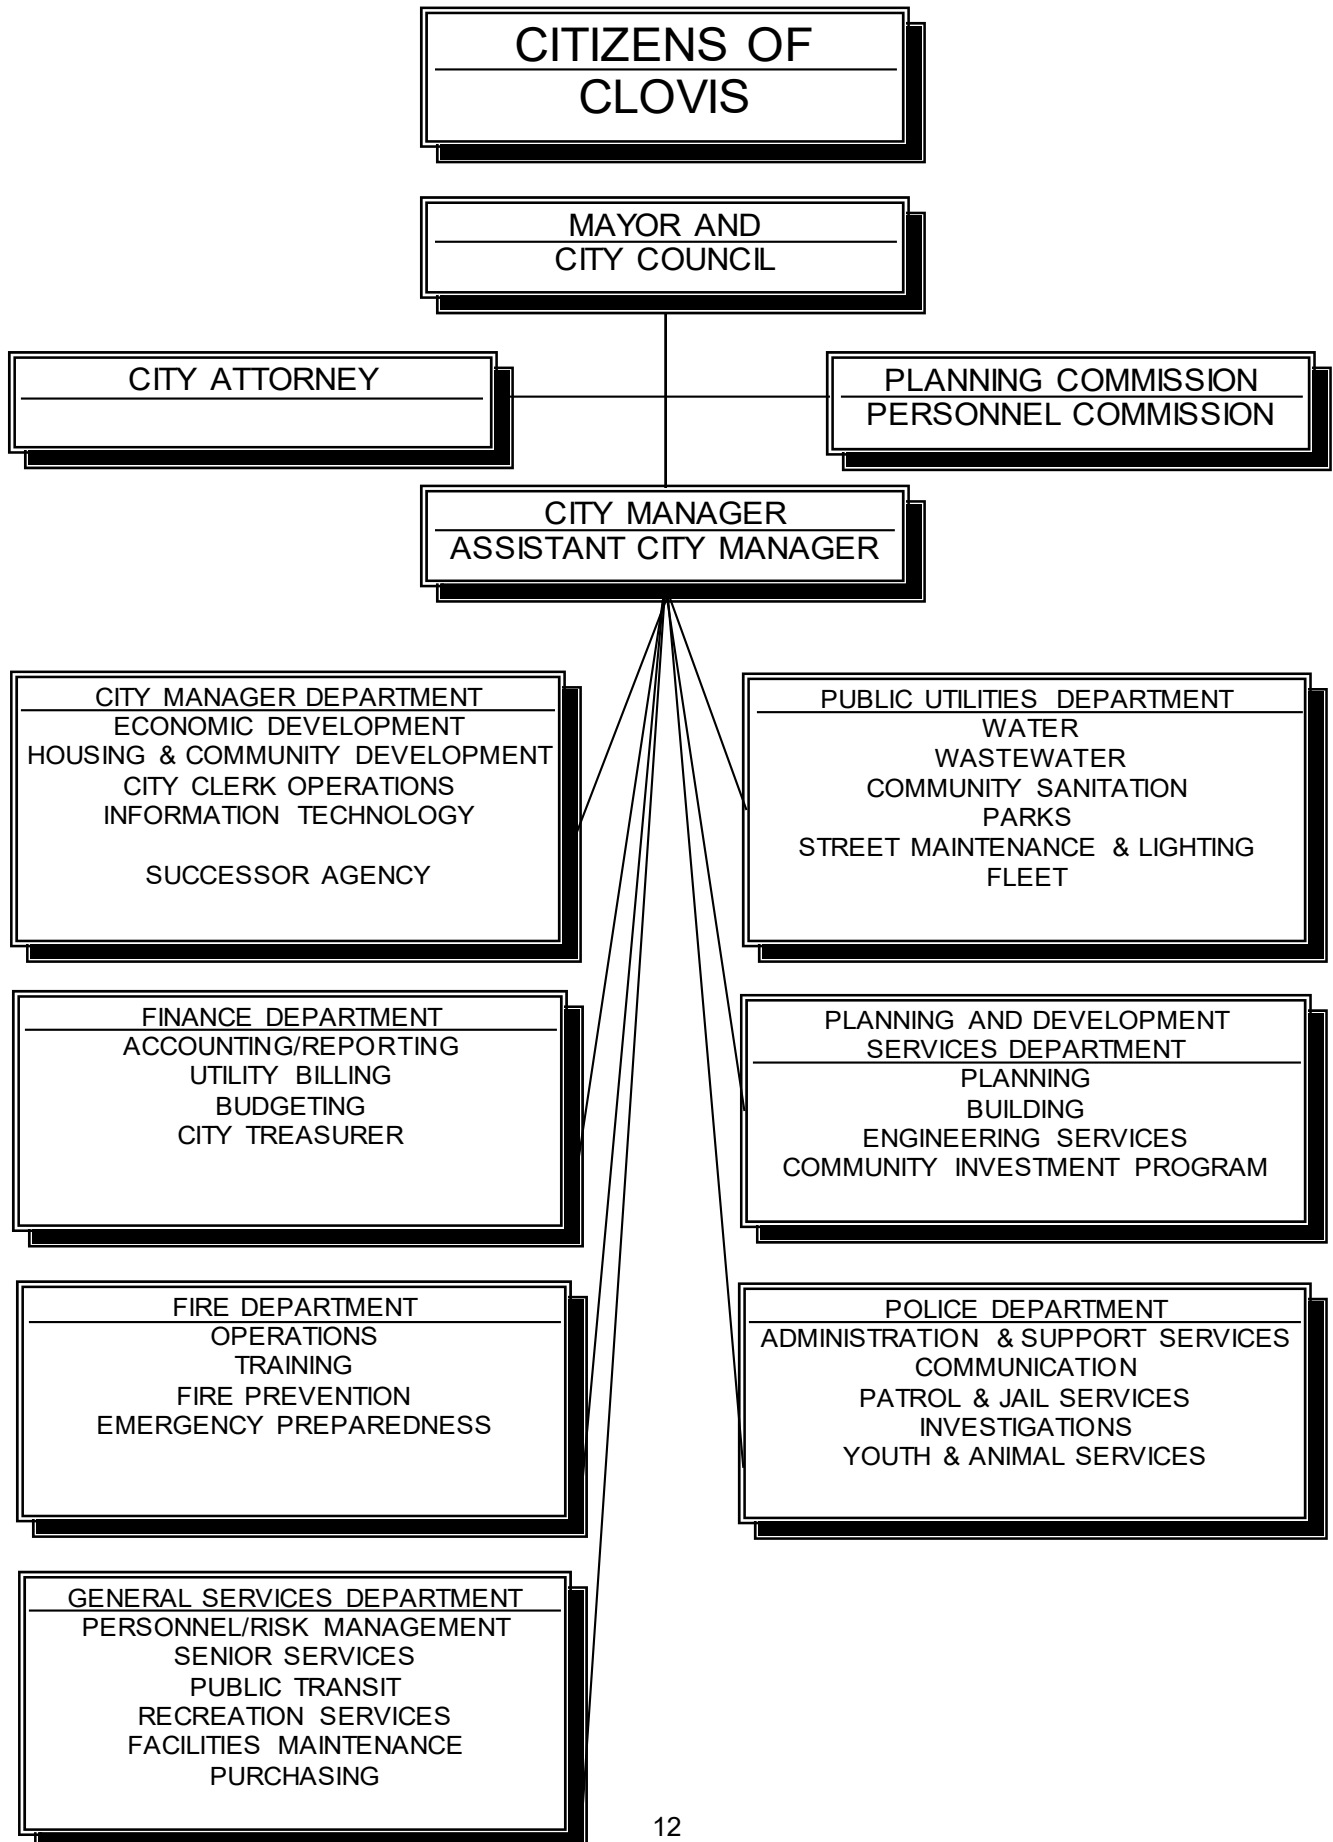 CITIZENS OF
CLOVIS
MAYOR AND
CITY COUNCIL
CITY ATTORNEY
PLANNING COMMISSION
PERSONNEL COMMISSION
CITY MANAGER
ASSISTANT CITY MANAGER
CITY MANAGER DEPARTMENT
ECONOMIC DEVELOPMENT
HOUSING & COMMUNITY DEVELOPMENT
CITY CLERK OPERATIONS
INFORMATION TECHNOLOGY
SUCCESSOR AGENCY
PUBLIC UTILITIES DEPARTMENT
WATER
WASTEWATER
COMMUNITY SANITATION
PARKS
STREET MAINTENANCE & LIGHTING
FLEET
FINANCE DEPARTMENT
ACCOUNTING/REPORTING
UTILITY BILLING
BUDGETING
CITY TREASURER
PLANNING AND DEVELOPMENT
SERVICES DEPARTMENT
PLANNING
BUILDING
ENGINEERING SERVICES
COMMUNITY INVESTMENT PROGRAM
FIRE DEPARTMENT
OPERATIONS
TRAINING
FIRE PREVENTION
EMERGENCY PREPAREDNESS
POLICE DEPARTMENT
ADMINISTRATION & SUPPORT SERVICES
COMMUNICATION
PATROL & JAIL SERVICES
INVESTIGATIONS
YOUTH & ANIMAL SERVICES
GENERAL SERVICES DEPARTMENT
PERSONNEL/RISK MANAGEMENT
SENIOR SERVICES
PUBLIC TRANSIT
RECREATION SERVICES
FACILITIES MAINTENANCE
PURCHASING
12